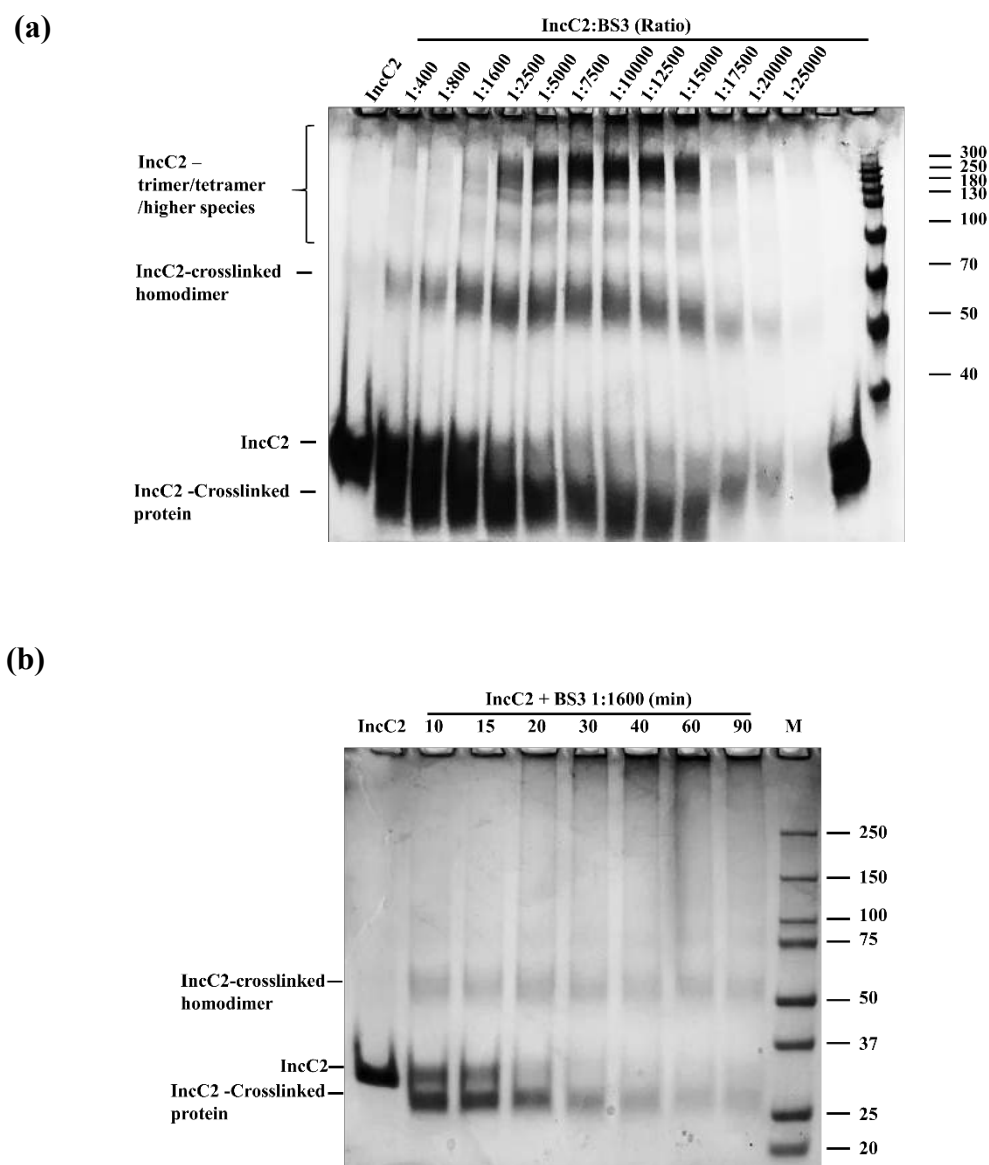 (a)
IncC2:BS3 (Ratio)
IncC2
1:400
1:800
1:1600
1:2500
1:5000
1:7500
1:10000
1:12500
1:15000
1:17500
1:20000
1:25000
IncC2 –
trimer/tetramer
/higher species
IncC2-crosslinked
homodimer
IncC2
IncC2 -Crosslinked
protein
300
250
180
130
100
70
50
40
(b)
IncC2 + BS3 1:1600 (min)
IncC2 10 15 20 30 40 60 90 M
IncC2-crosslinked
homodimer
IncC2
IncC2 -Crosslinked
protein
250
150
100
75
50
37
25
20